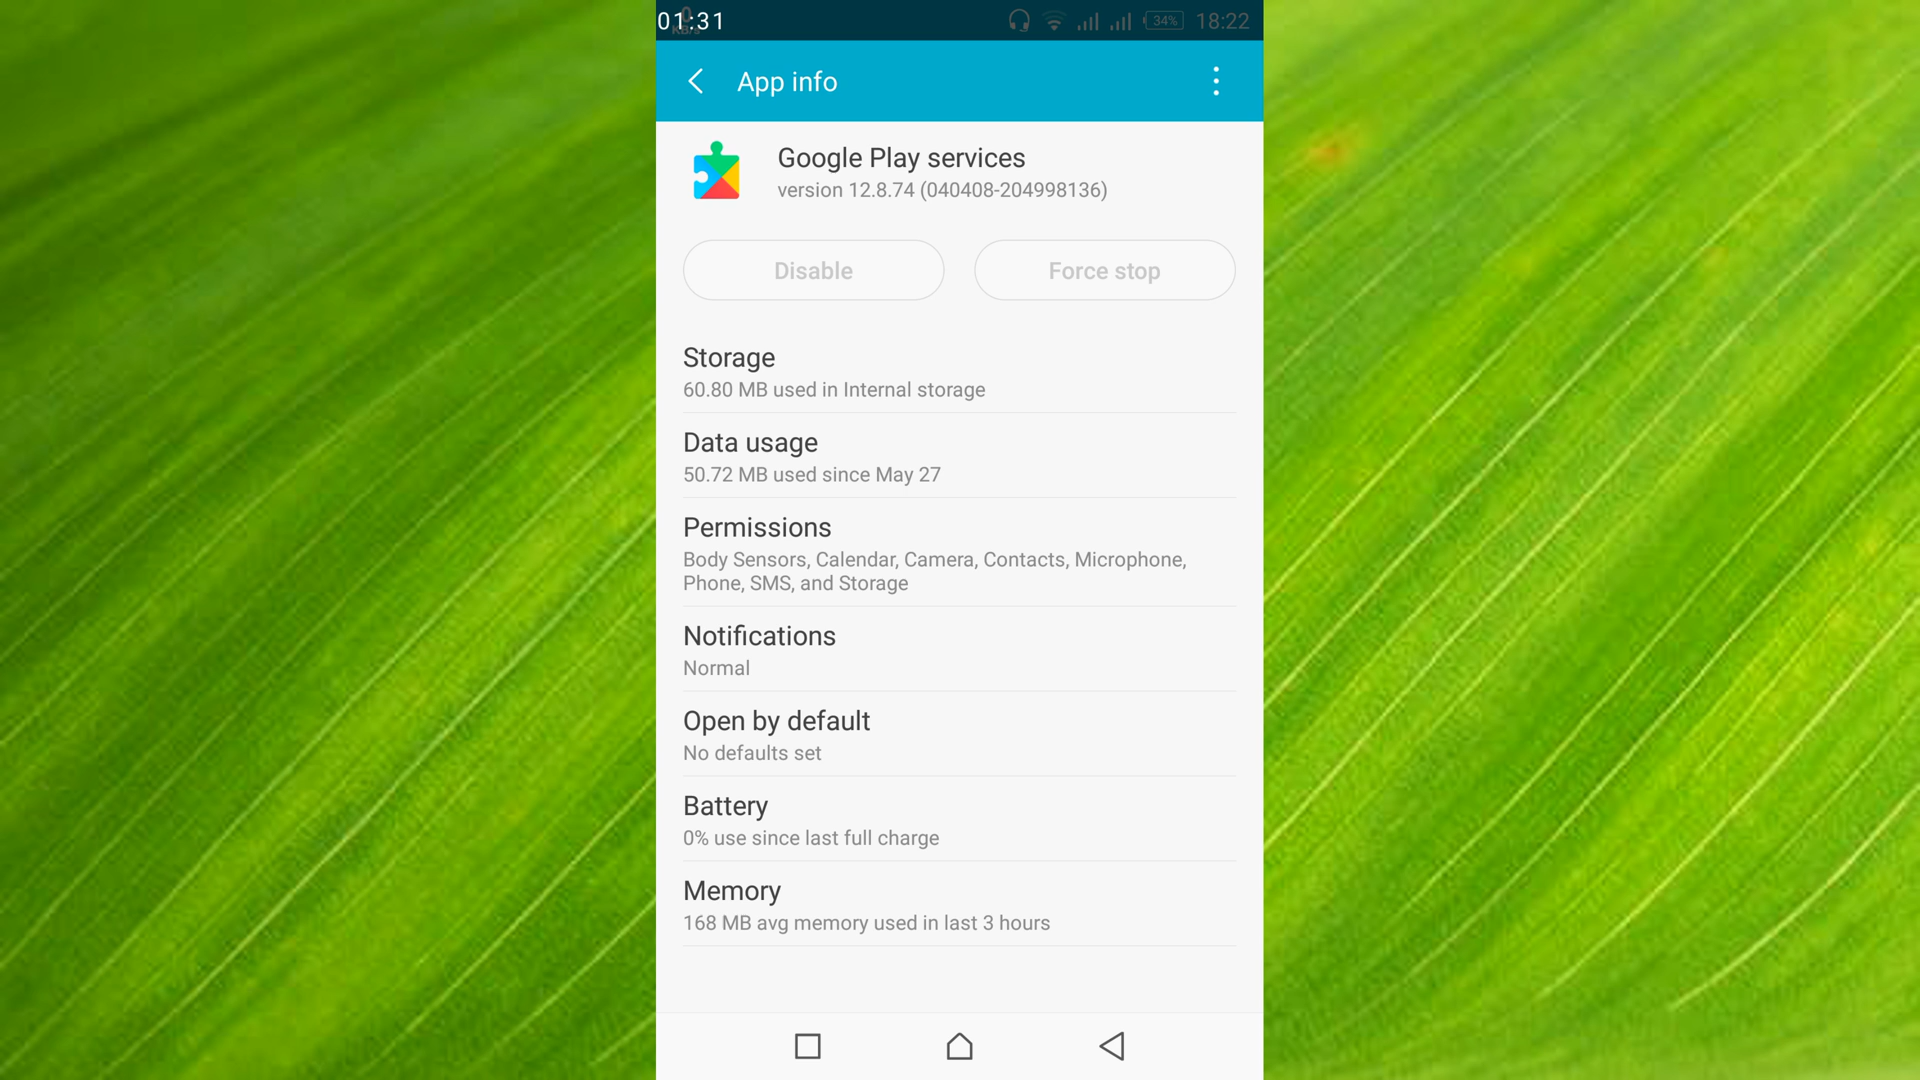 01:31
34% 18:22
App info
Google Play services
version 12.8.74 (040408-204998136)
Disable Force stop
Storage
60.80 MB used in Internal storage
Data usage
50.72 MB used since May 27
Permissions
Body Sensors, Calendar, Camera, Contacts, Microphone,
Phone, SMS, and Storage
Notifications
Normal
Open by default
No defaults set
Battery
0% use since last full charge
Memory
168 MB avg memory used in last 3 hours